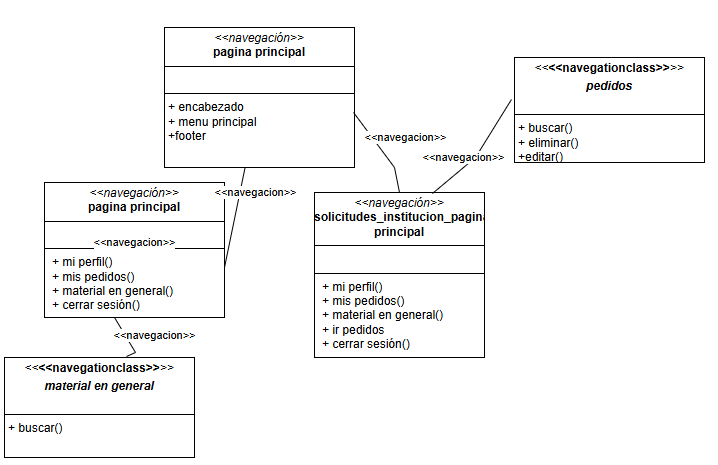 <<navegación>>
pagina principal
+ encabezado
+ menu principal
+footer
<<<<navegationclass>>>>
pedidos
+ buscar()
+ eliminar()
+editar()
<<navegacion>>
<<navegacion>>
<<navegacion>>
<<navegación>>
pagina principal
<<navegacion>>
+ mi perfil()
+ mis pedidos()
+ material en general()
+ cerrar sesión()
<<navegación>>
solicitudes_institucion_pagina
principal
+ mi perfil()
+ mis pedidos()
+ material en general()
+ ir pedidos
+ cerrar sesión()
<<navegacion>>
<<<<navegationclass>>>>
material en general
+ buscar()